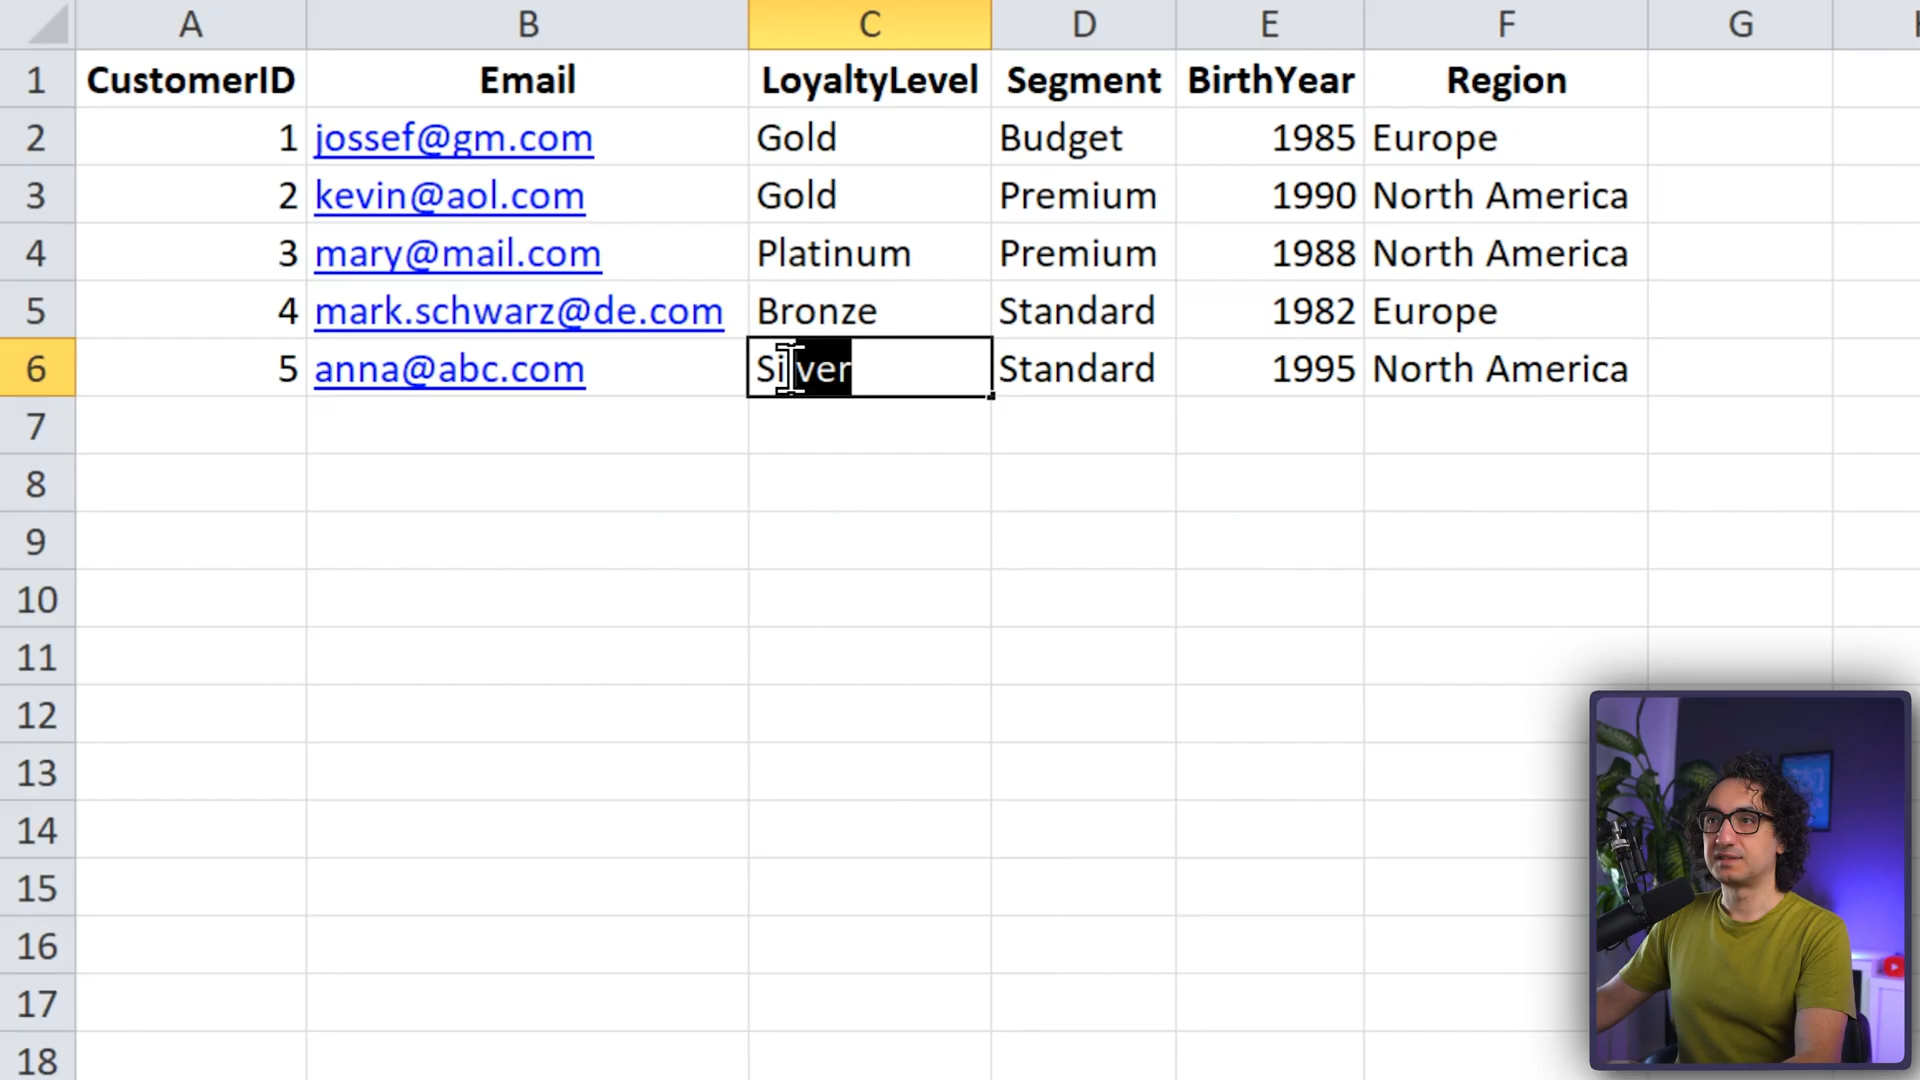 A B C D E F G
1 CustomerID Email LoyaltyLevel Segment BirthYear Region
2 1 jossef@gm.com Gold Budget 1985 Europe
3 2 kevin@aol.com Gold Premium 1990 North America
4 3 mary@mail.com Platinum Premium 1988 North America
5 4 mark.schwarz@de.com Bronze Standard 1982 Europe
6 5 anna@abc.com Silver Standard 1995 North America
7
8
9
10
11
12
13
14
15
16
17
18